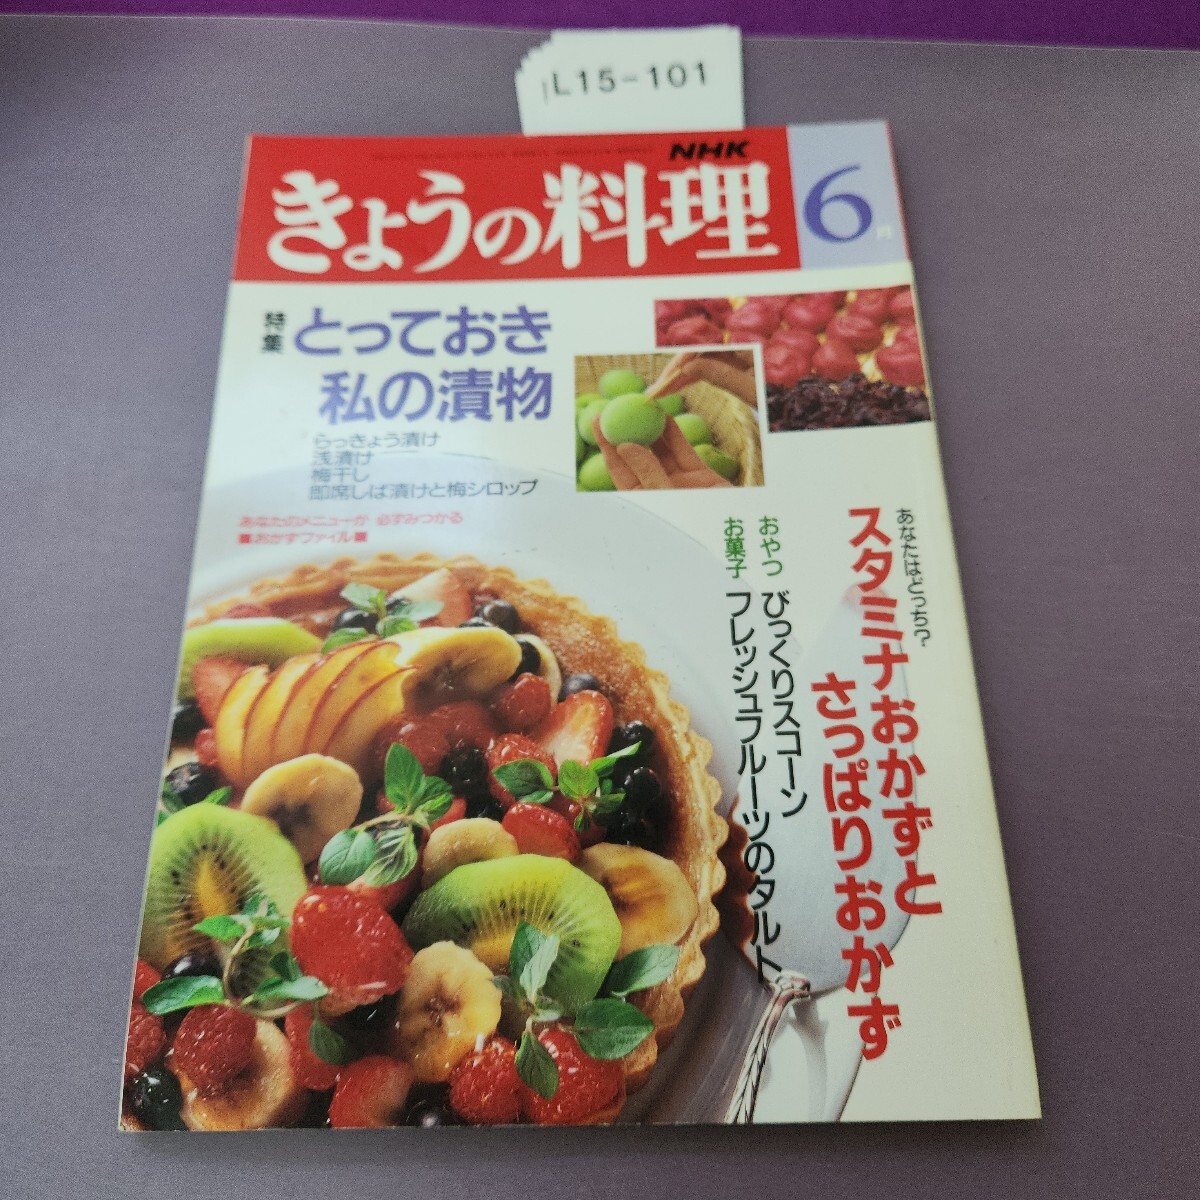 L15-101
NHK
きょうの料理
6月
特集
とっておき
私の漬物
らっきょう漬け
浅漬け
梅干し
即席しば漬けと梅シロップ
あなたのメニューが 必ずみつかる
■おかずファイル■
あなたはどっち?
スタミナおかずと
さっぱりおかず
おやつ びっくりスコーン
お菓子 フレッシュフルーツのタルト